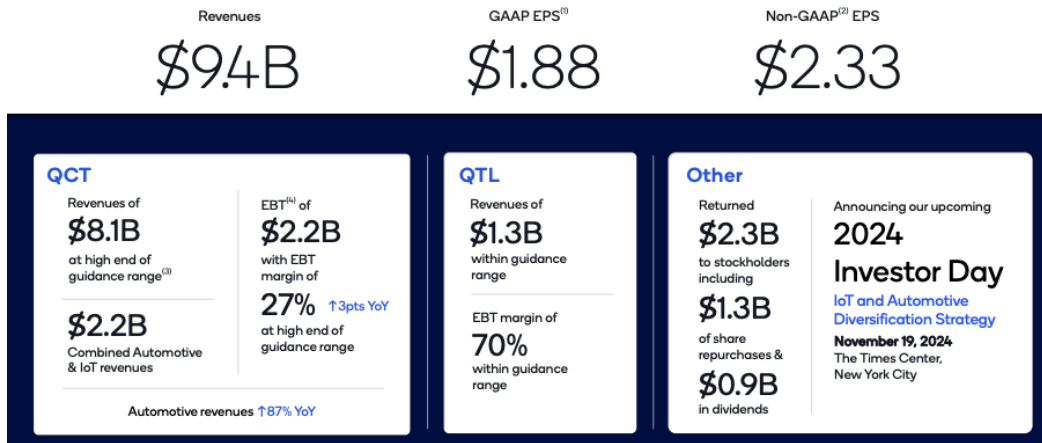 Revenues
$9.4B
GAAP EPS(1)
$1.88
Non-GAAP(2) EPS
$2.33
QCT
Revenues of
$8.1B
at high end of
guidance range(3)
$2.2B
Combined Automotive
& IoT revenues
EBT(4) of
$2.2B
with EBT
margin of
27% ↑3pts YoY
at high end of
guidance range
Automotive revenues ↑87% YoY
QTL
Revenues of
$1.3B
within guidance
range
EBT margin of
70%
within guidance
range
Other
Returned
$2.3B
to stockholders
including
$1.3B
of share
repurchases &
$0.9B
in dividends
Announcing our upcoming
2024
Investor Day
IoT and Automotive
Diversification Strategy
November 19, 2024
The Times Center,
New York City